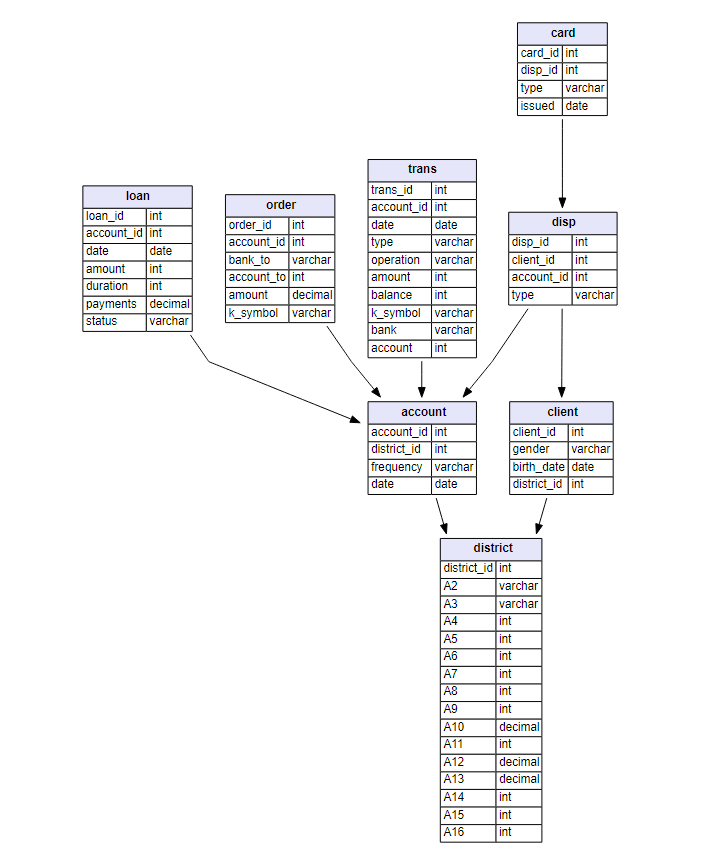 card
card_id int
disp_id int
type varchar
issued date
trans
trans_id int
account_id int
date date
type varchar
operation varchar
amount int
balance int
k_symbol varchar
bank varchar
account int
loan
loan_id int
account_id int
date date
amount int
duration int
payments decimal
status varchar
order
order_id int
account_id int
bank_to varchar
account_to int
amount decimal
k_symbol varchar
disp
disp_id int
client_id int
account_id int
type varchar
account
account_id int
district_id int
frequency varchar
date date
client
client_id int
gender varchar
birth_date date
district_id int
district
district_id int
A2 varchar
A3 varchar
A4 int
A5 int
A6 int
A7 int
A8 int
A9 int
A10 decimal
A11 int
A12 decimal
A13 decimal
A14 int
A15 int
A16 int